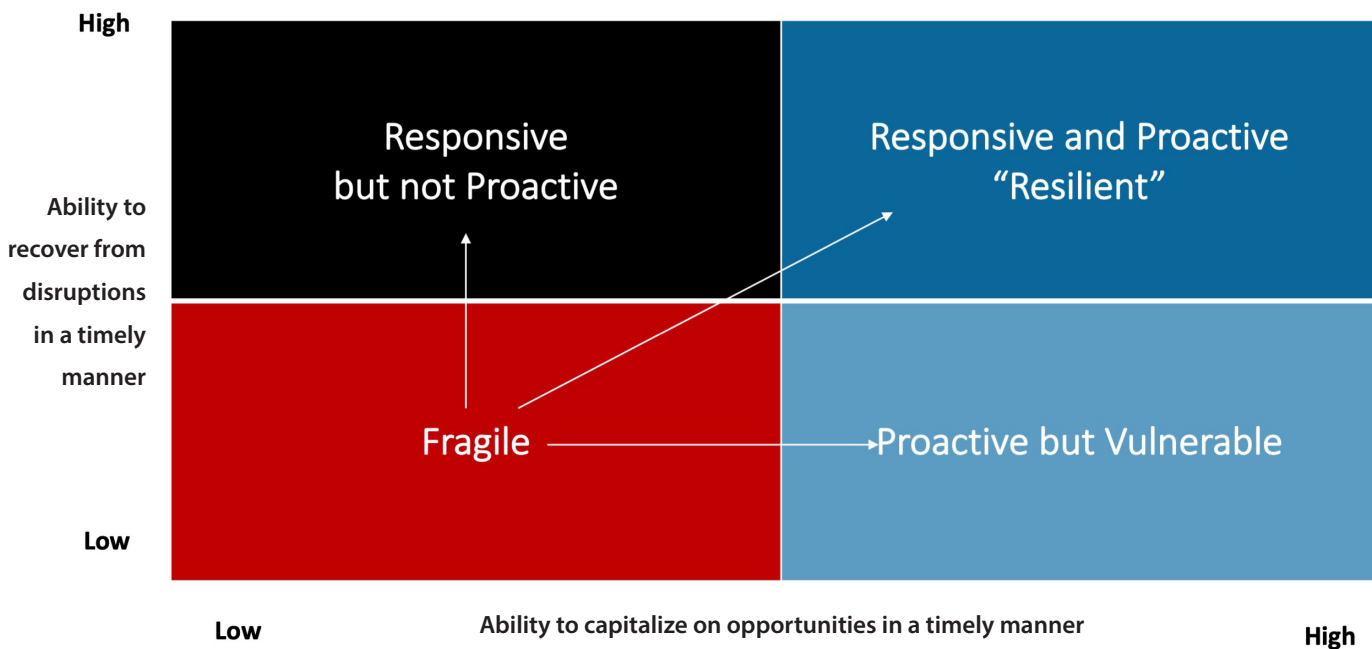 High
Responsive
but not Proactive
Responsive and Proactive
“Resilient”
Ability to
recover from
disruptions
in a timely
manner
Fragile
Proactive but Vulnerable
Low
Low
Ability to capitalize on opportunities in a timely manner
High